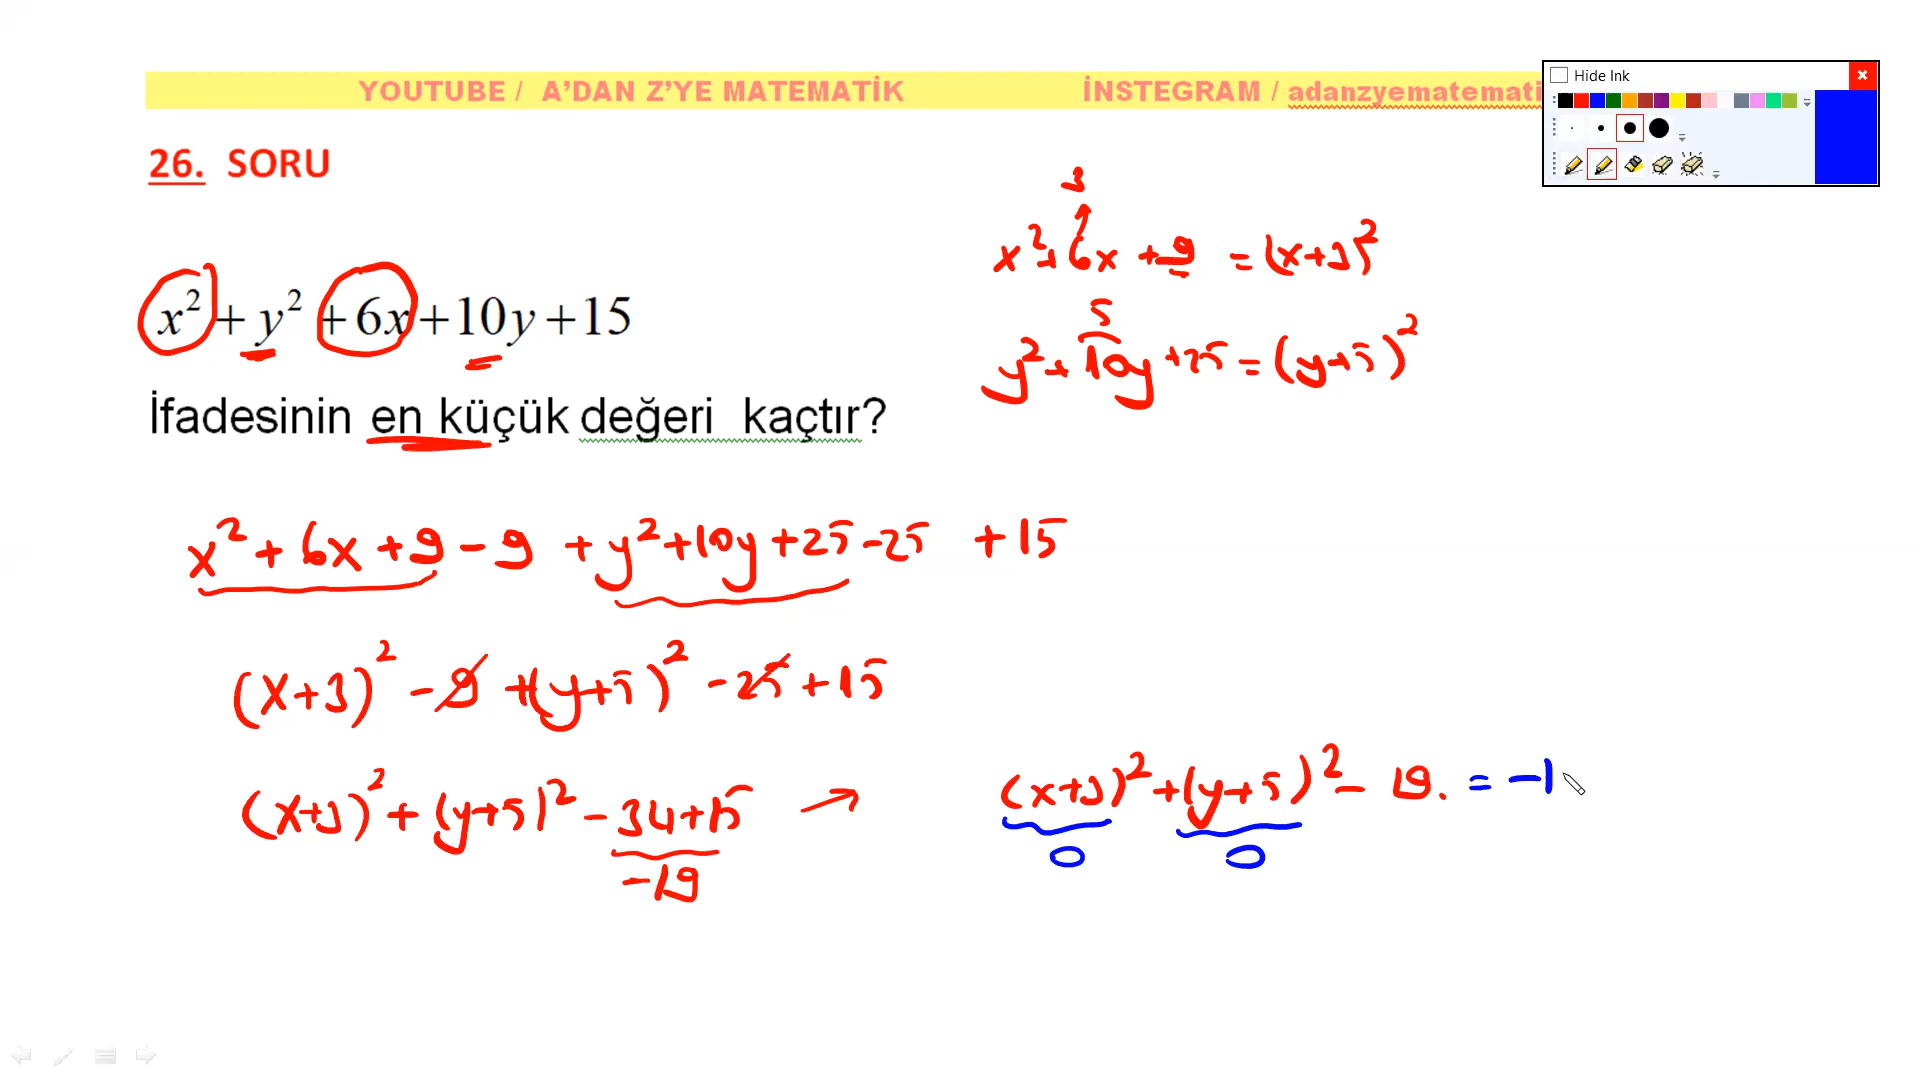 YOUTUBE / A'DAN Z'YE MATEMATİK İNSTEGRAM / adanzyematemati
Hide Ink
26. SORU
x² + y² + 6x + 10y + 15
İfadesinin en küçük değeri kaçtır?
3
x² + 6x + 9 = (x+3)²
5
y² + 10y + 25 = (y+5)²
x² + 6x + 9 - 9 + y² + 10y + 25 - 25 + 15
(x+3)² - 9 + (y+5)² - 25 + 15
(x+3)² + (y+5)² - 34 + 15 → (x+3)² + (y+5)² - 19. = -1
-19
0 0